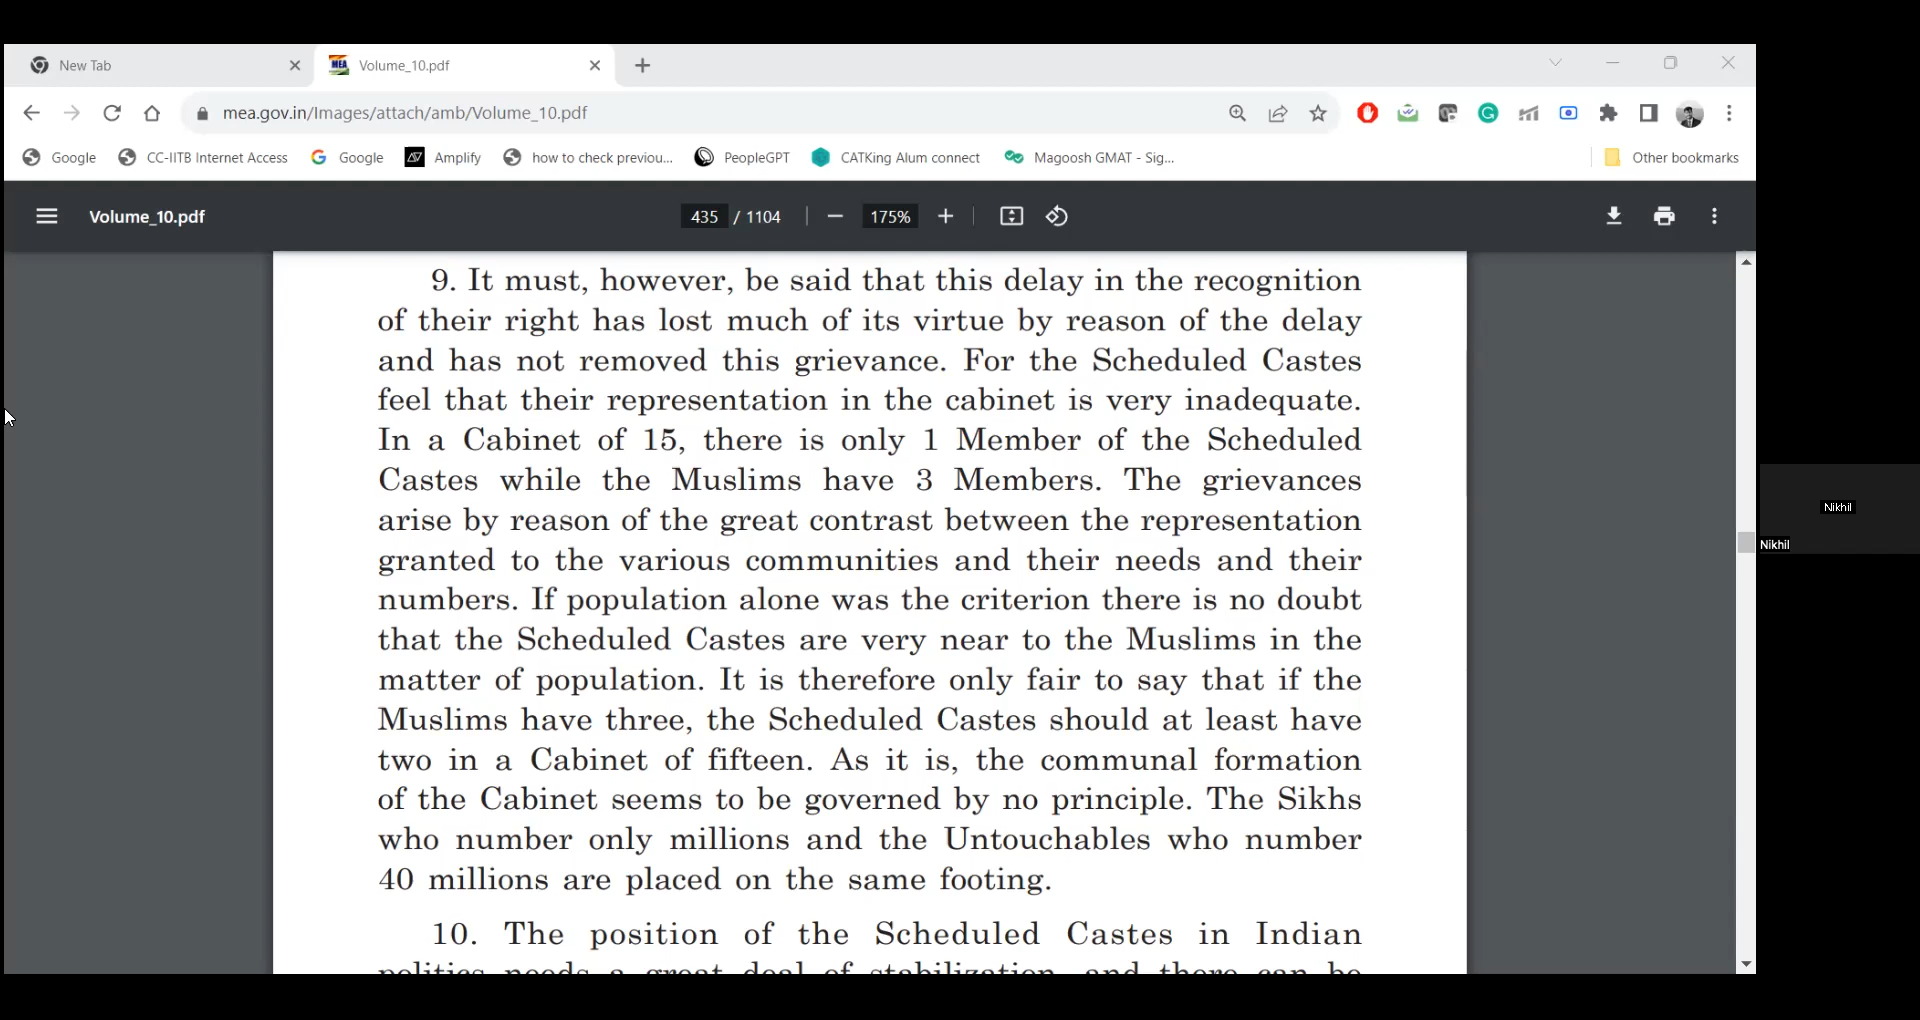 New Tab
MEA Volume_10.pdf
mea.gov.in/Images/attach/amb/Volume_10.pdf
Google
CC-IITB Internet Access
Google
Amplify
how to check previou...
PeopleGPT
CATKing Alum connect
Magoosh GMAT - Sig...
Other bookmarks
Volume_10.pdf
435 / 1104
175%
9. It must, however, be said that this delay in the recognition
of their right has lost much of its virtue by reason of the delay
and has not removed this grievance. For the Scheduled Castes
feel that their representation in the cabinet is very inadequate.
In a Cabinet of 15, there is only 1 Member of the Scheduled
Castes while the Muslims have 3 Members. The grievances
arise by reason of the great contrast between the representation
granted to the various communities and their needs and their
numbers. If population alone was the criterion there is no doubt
that the Scheduled Castes are very near to the Muslims in the
matter of population. It is therefore only fair to say that if the
Muslims have three, the Scheduled Castes should at least have
two in a Cabinet of fifteen. As it is, the communal formation
of the Cabinet seems to be governed by no principle. The Sikhs
who number only millions and the Untouchables who number
40 millions are placed on the same footing.
10. The position of the Scheduled Castes in Indian
politics needs a great deal of stabilization, and there can be
Nikhil
Nikhil